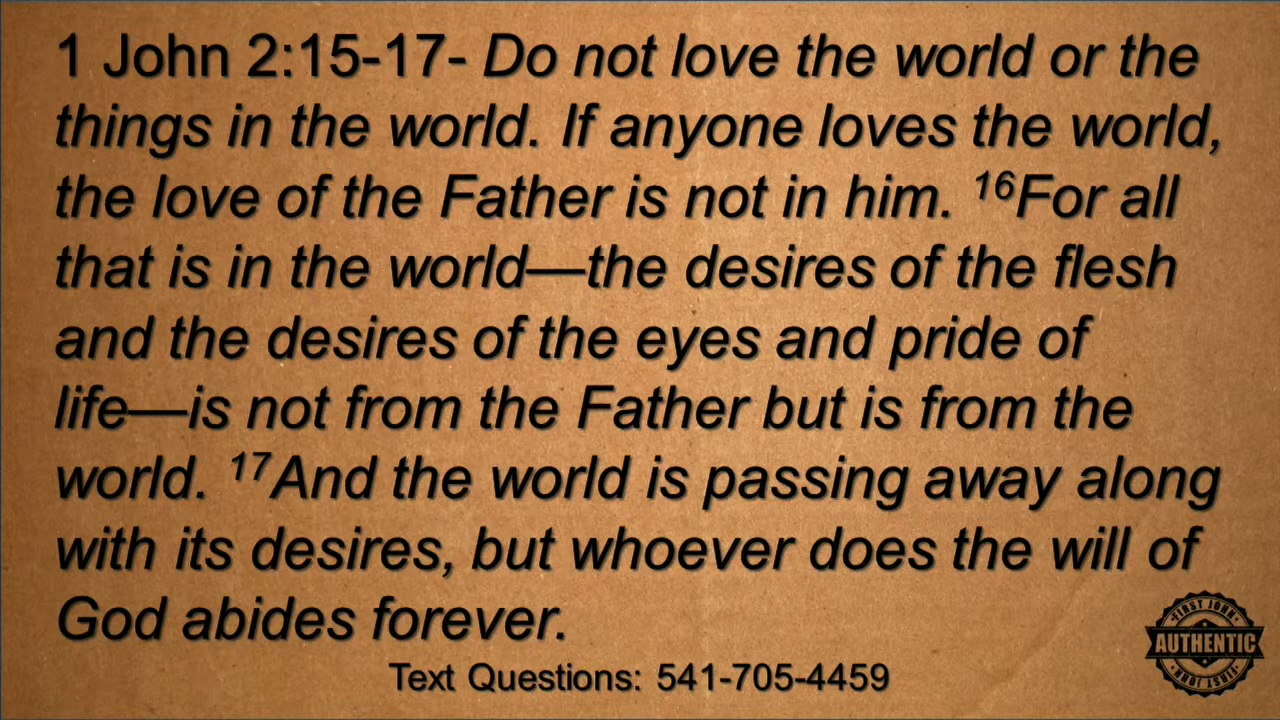 1 John 2:15-17- Do not love the world or the
things in the world. If anyone loves the world,
the love of the Father is not in him. ¹⁶For all
that is in the world—the desires of the flesh
and the desires of the eyes and pride of
life—is not from the Father but is from the
world. ¹⁷And the world is passing away along
with its desires, but whoever does the will of
God abides forever.
Text Questions: 541-705-4459
FIRST JOHN
AUTHENTIC
FIRST JOHN